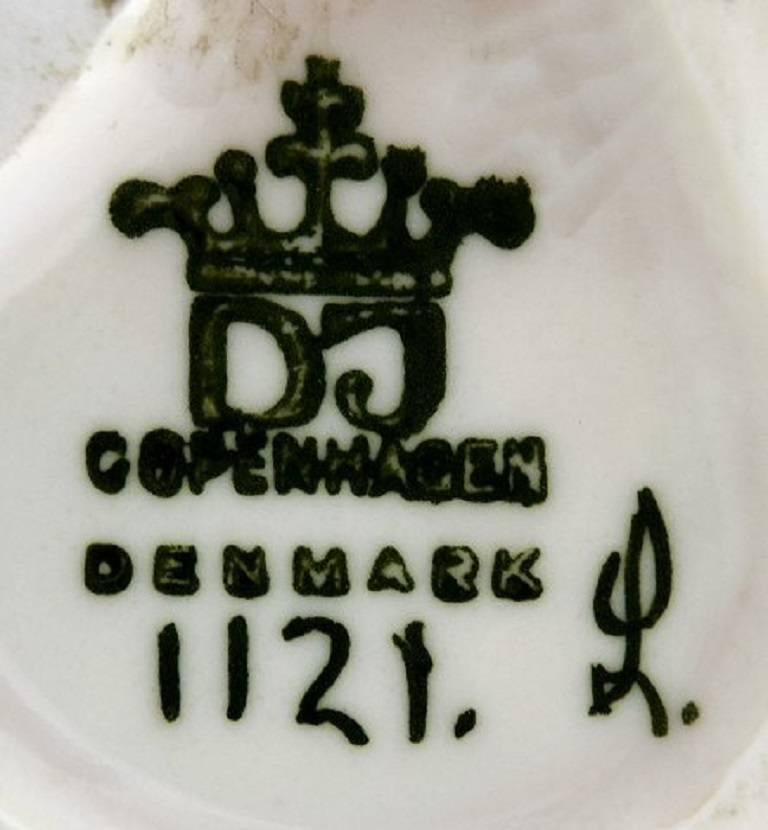 DJ
COPENHAGEN
DENMARK
1121.